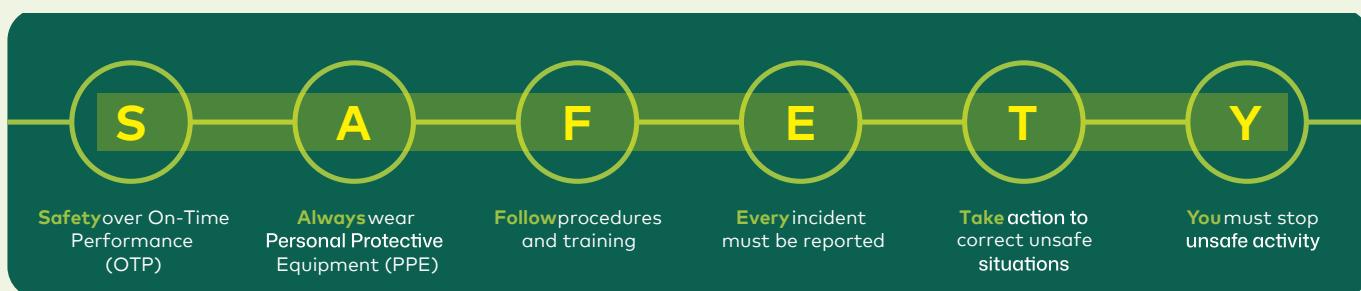 S A F E T Y
Safety over On-Time
Performance
(OTP)
Always wear
Personal Protective
Equipment (PPE)
Follow procedures
and training
Every incident
must be reported
Take action to
correct unsafe
situations
You must stop
unsafe activity